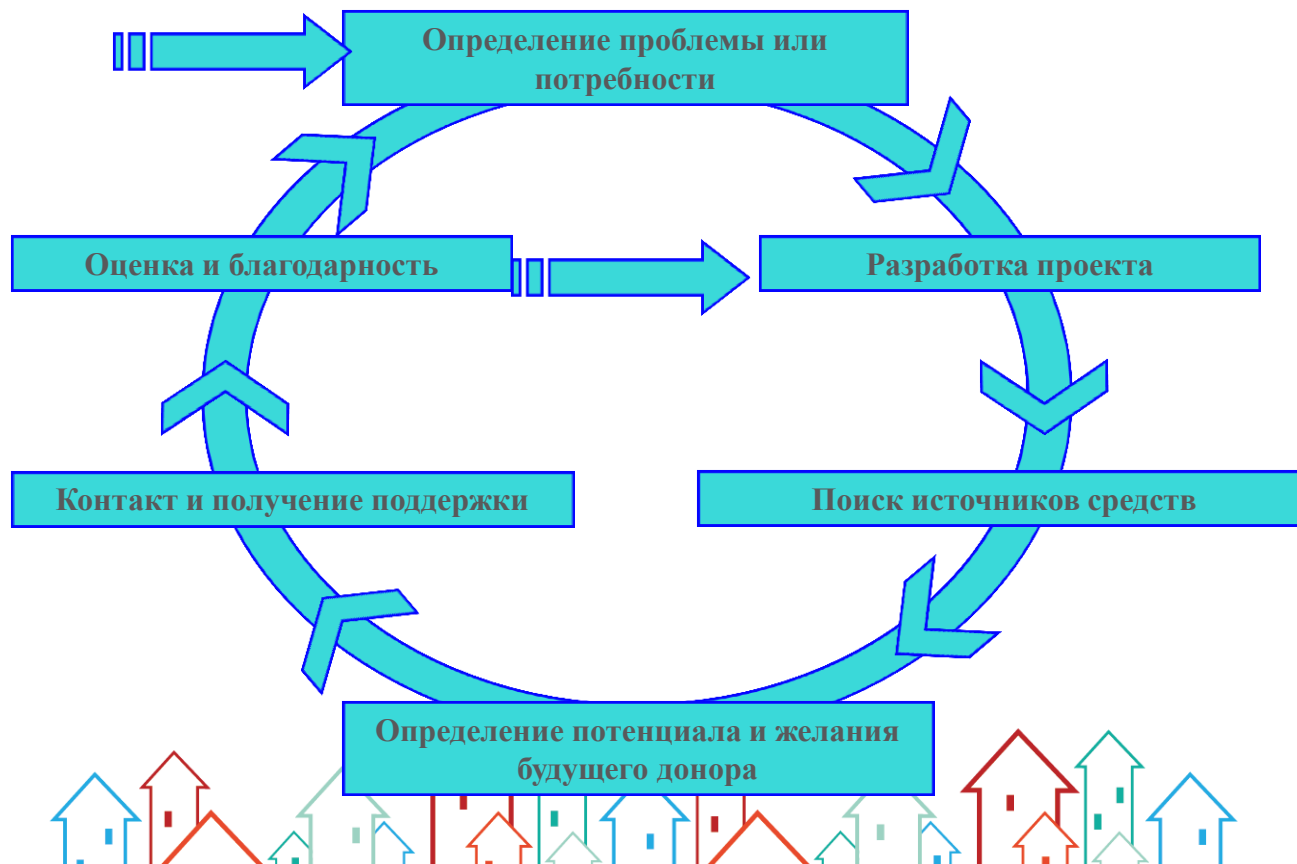 Определение проблемы или
потребности
Оценка и благодарность
Разработка проекта
Контакт и получение поддержки
Поиск источников средств
Определение потенциала и желания
будущего донора